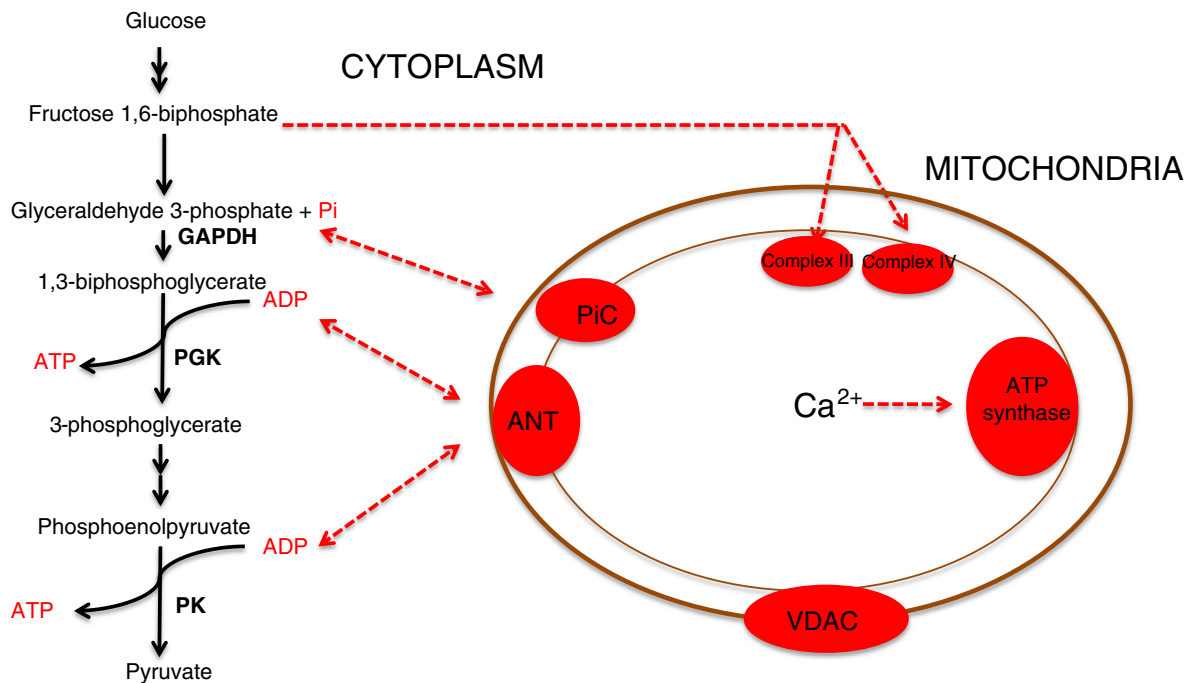 Glucose
CYTOPLASM
Fructose 1,6-biphosphate
MITOCHONDRIA
Glyceraldehyde 3-phosphate + Pi
GAPDH
Complex III
Complex IV
1,3-biphosphoglycerate
ADP
PiC
ATP
PGK
ATP
synthase
Ca²⁺
ANT
3-phosphoglycerate
Phosphoenolpyruvate
ADP
ATP
PK
VDAC
Pyruvate